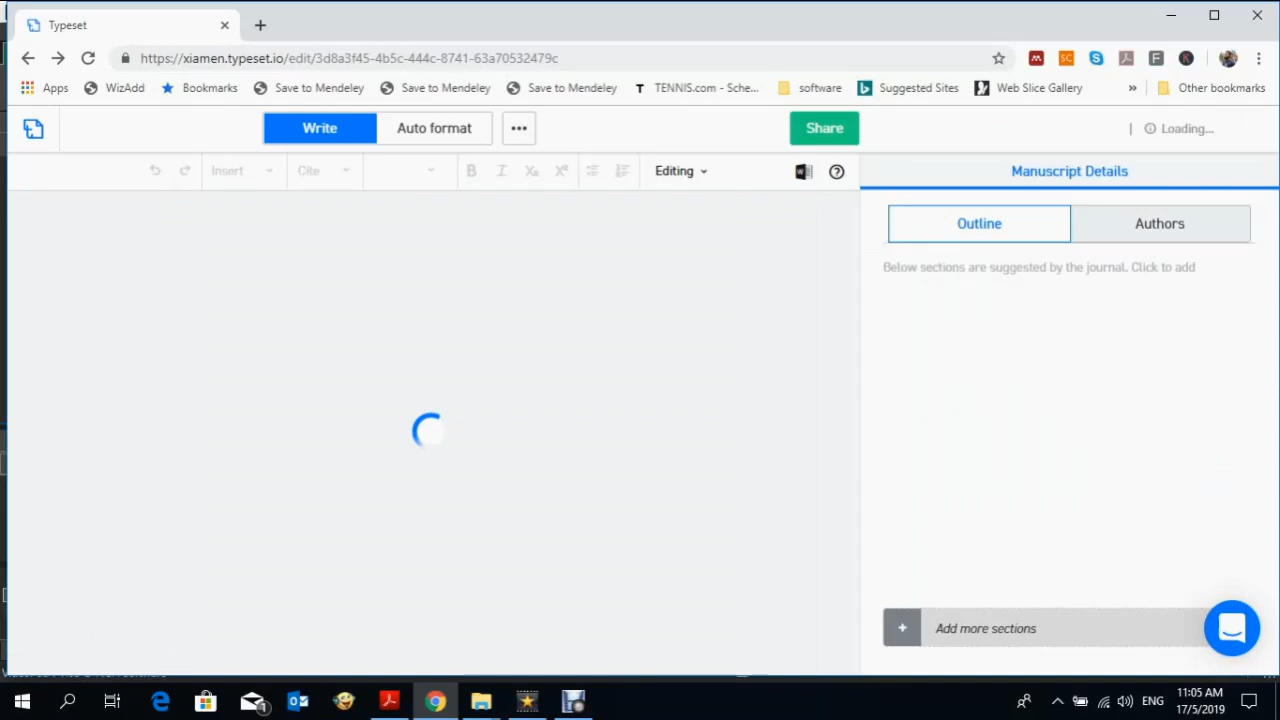 Typeset
https://xiamen.typeset.io/edit/3d8a3f45-4b5c-444c-8741-63a70532479c
Apps WizAdd Bookmarks Save to Mendeley Save to Mendeley Save to Mendeley T TENNIS.com - Sche... software Suggested Sites Web Slice Gallery » Other bookmarks
Write Auto format ••• Share | Loading...
Insert Cite B I X₂ X² Editing Manuscript Details
Outline Authors
Below sections are suggested by the journal. Click to add
+ Add more sections
ENG 11:05 AM
17/5/2019